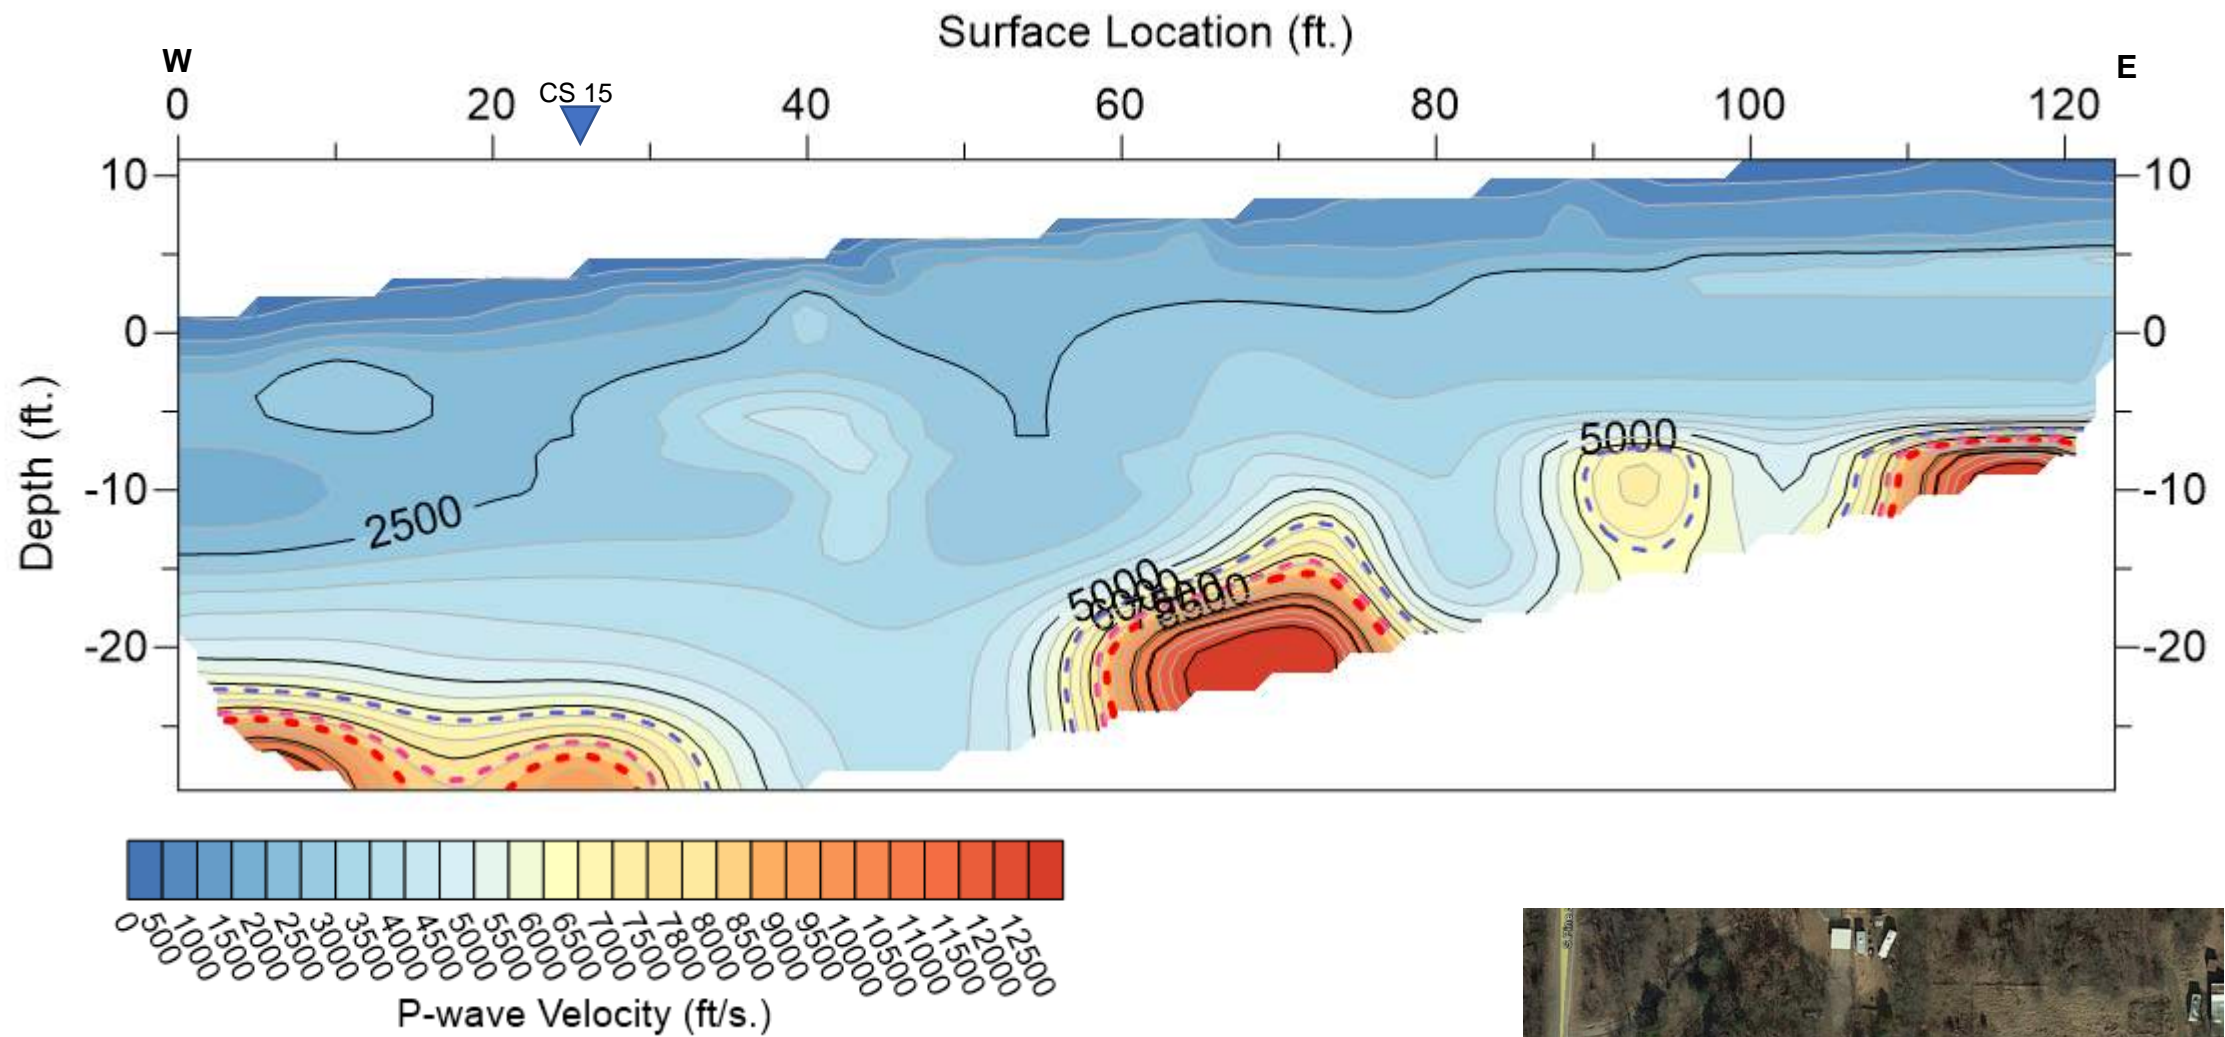 Surface Location (ft.)
W E
0 20 CS 15 40 60 80 100 120
10 10
0 0
-10 -10
-20 -20
Depth (ft.)
2500
5000
5000
0 500 1000 1500 2000 2500 3000 3500 4000 4500 5000 5500 6000 6500 7000 7500 7800 8000 8500 9000 9500 10000 10500 11000 11500 12000 12500
P-wave Velocity (ft/s.)